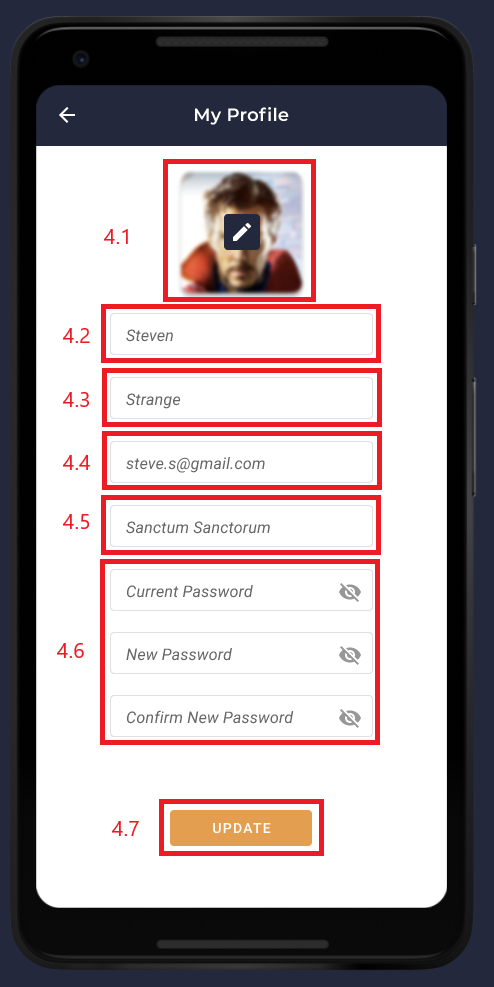 My Profile
4.1
4.2 Steven
4.3 Strange
4.4 steve.s@gmail.com
4.5 Sanctum Sanctorum
Current Password
4.6 New Password
Confirm New Password
4.7 UPDATE